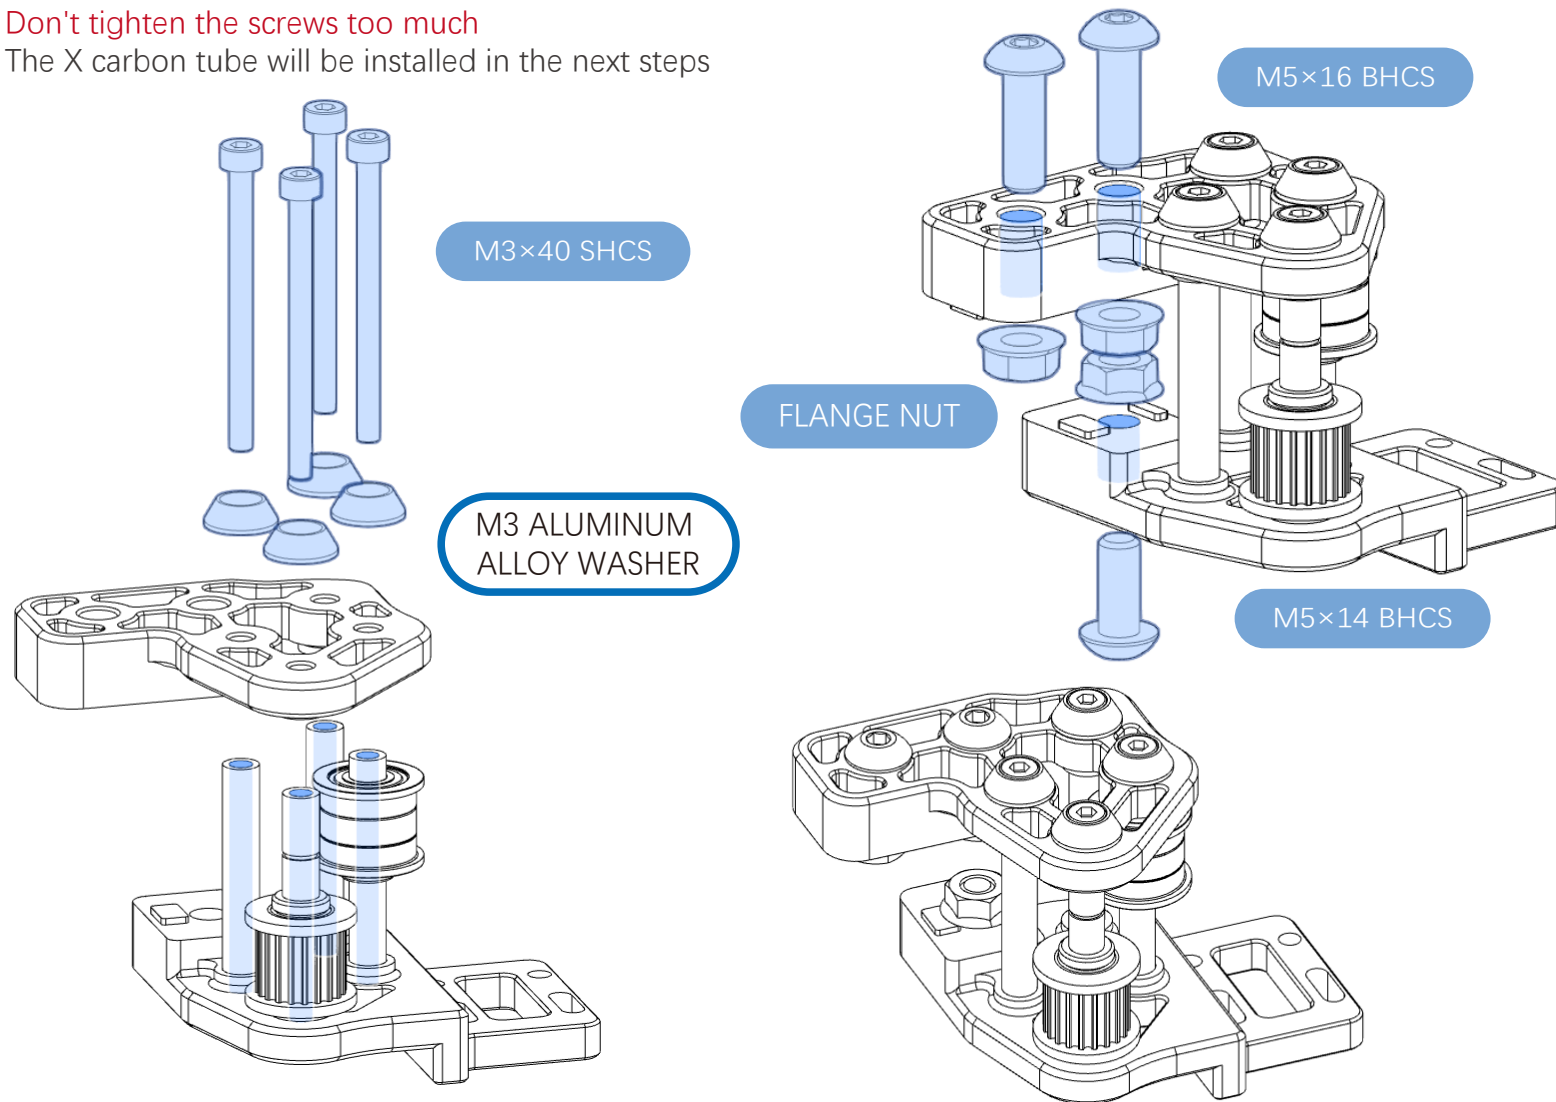 Don't tighten the screws too much
The X carbon tube will be installed in the next steps
M5×16 BHCS
M3×40 SHCS
FLANGE NUT
M3 ALUMINUM
ALLOY WASHER
M5×14 BHCS